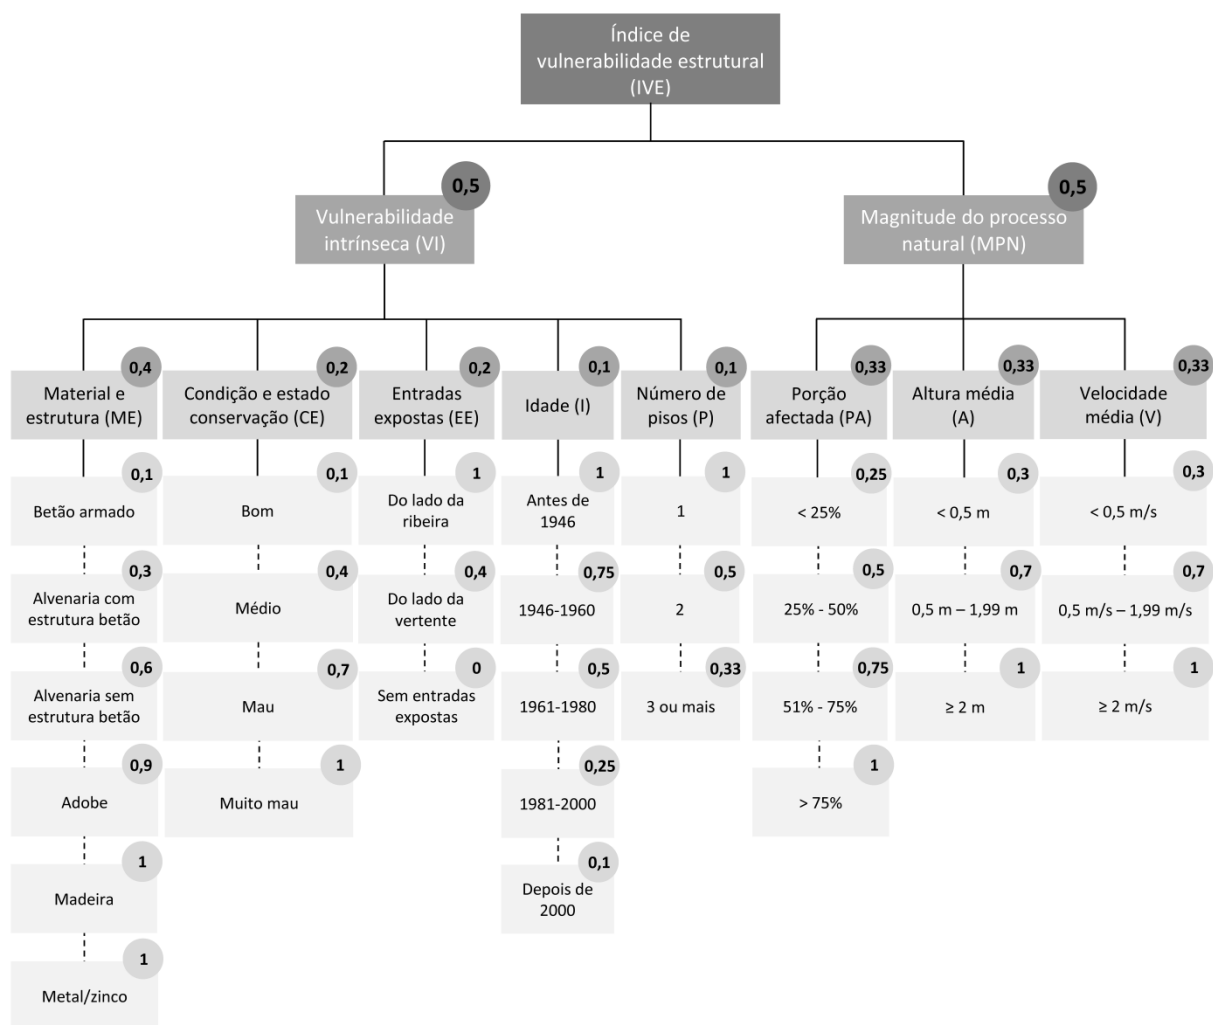 Índice de
vulnerabilidade estrutural
(IVE)
0,5
Vulnerabilidade
intrínseca (VI)
0,5
Magnitude do processo
natural (MPN)
0,4
Material e
estrutura (ME)
0,1
Betão armado
0,3
Alvenaria com
estrutura betão
0,6
Alvenaria sem
estrutura betão
0,9
Adobe
1
Madeira
1
Metal/zinco
0,2
Condição e estado
conservação (CE)
0,1
Bom
0,4
Médio
0,7
Mau
1
Muito mau
0,2
Entradas
expostas (EE)
1
Do lado da
ribeira
0,4
Do lado da
vertente
0
Sem entradas
expostas
0,1
Idade (I)
1
Antes de
1946
0,75
1946-1960
0,5
1961-1980
0,25
1981-2000
0,1
Depois de
2000
0,1
Número de
pisos (P)
1
1
0,5
2
0,33
3 ou mais
0,33
Porção
afectada (PA)
0,25
< 25%
0,5
25% - 50%
0,75
51% - 75%
1
> 75%
0,33
Altura média
(A)
0,3
< 0,5 m
0,7
0,5 m – 1,99 m
1
≥ 2 m
0,33
Velocidade
média (V)
0,3
< 0,5 m/s
0,7
0,5 m/s – 1,99 m/s
1
≥ 2 m/s